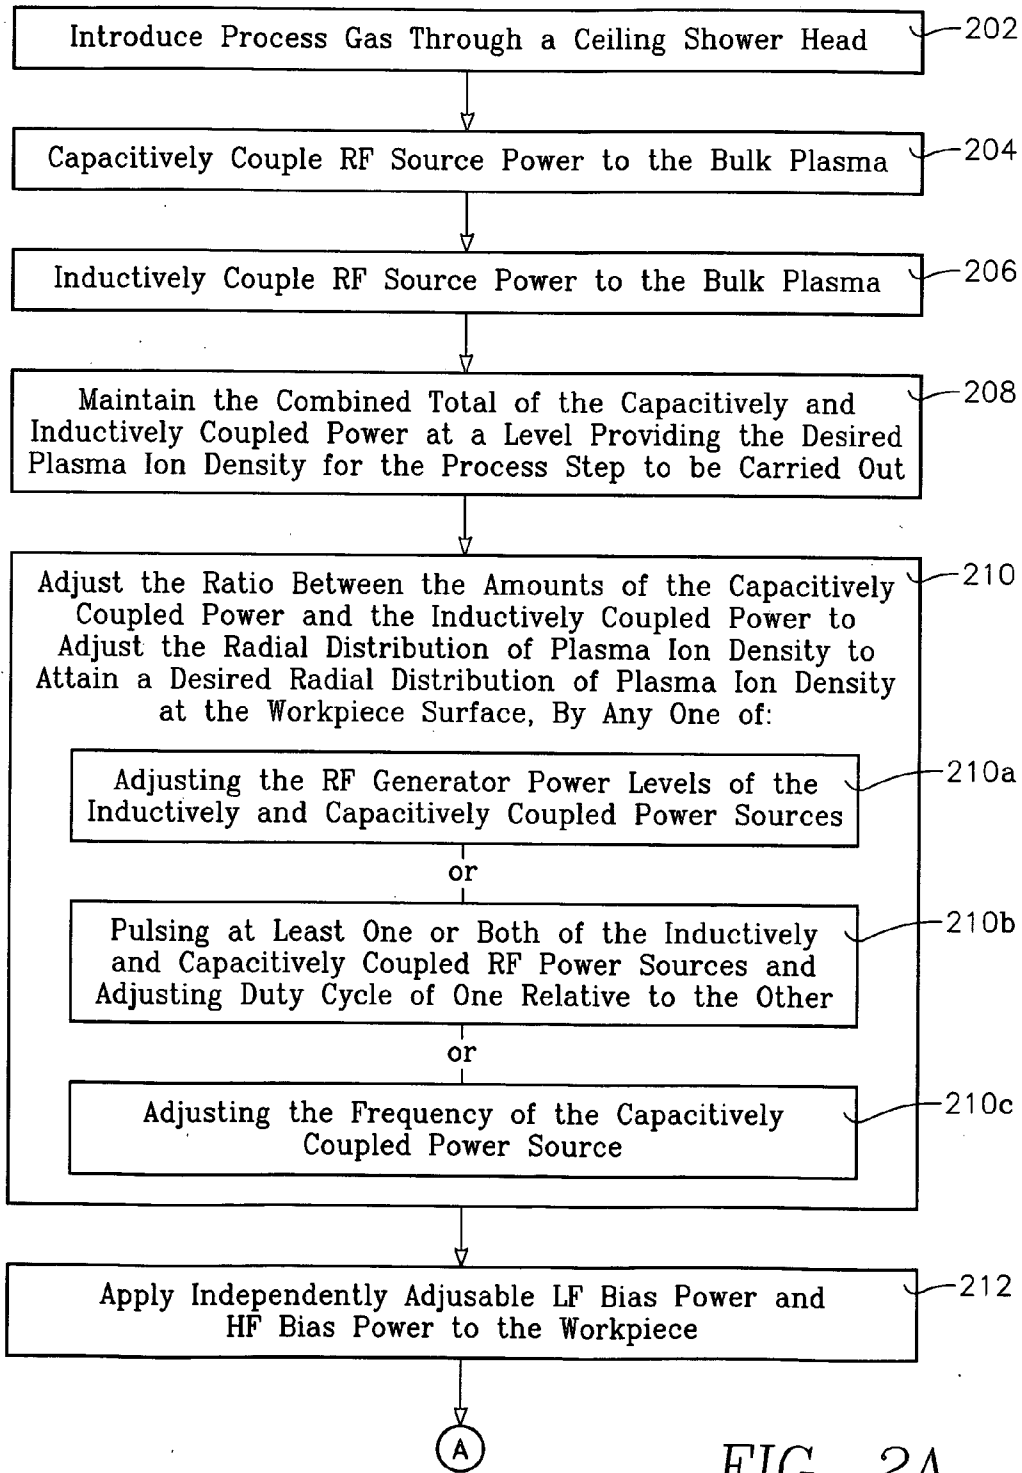 Introduce Process Gas Through a Ceiling Shower Head
202
Capacitively Couple RF Source Power to the Bulk Plasma
204
Inductively Couple RF Source Power to the Bulk Plasma
206
Maintain the Combined Total of the Capacitively and
Inductively Coupled Power at a Level Providing the Desired
Plasma Ion Density for the Process Step to be Carried Out
208
Adjust the Ratio Between the Amounts of the Capacitively
Coupled Power and the Inductively Coupled Power to
Adjust the Radial Distribution of Plasma Ion Density to
Attain a Desired Radial Distribution of Plasma Ion Density
at the Workpiece Surface, By Any One of:
210
Adjusting the RF Generator Power Levels of the
Inductively and Capacitively Coupled Power Sources
210a
or
Pulsing at Least One or Both of the Inductively
and Capacitively Coupled RF Power Sources and
Adjusting Duty Cycle of One Relative to the Other
210b
or
Adjusting the Frequency of the Capacitively
Coupled Power Source
210c
Apply Independently Adjusable LF Bias Power and
HF Bias Power to the Workpiece
212
A
FIG. 2A